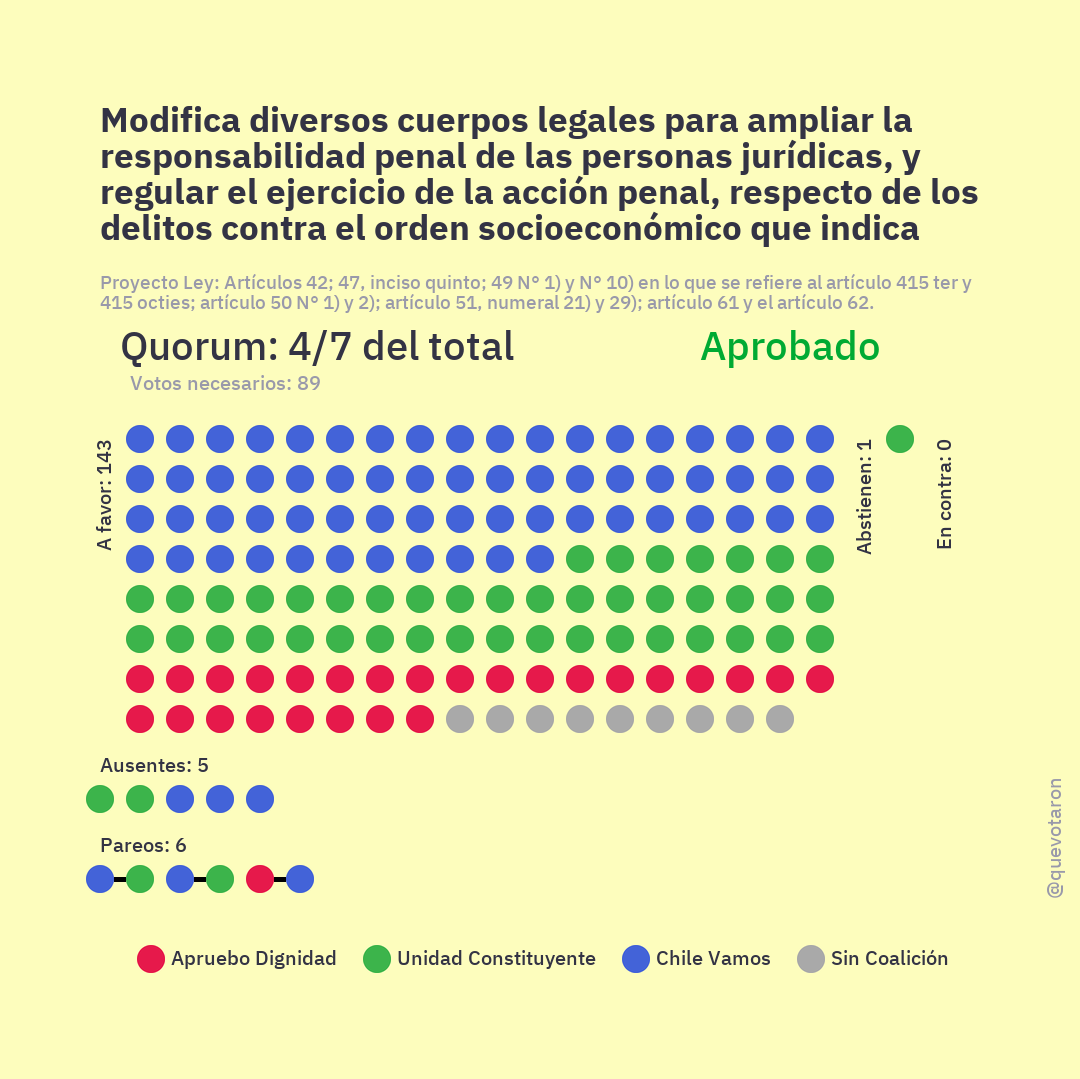 Modifica diversos cuerpos legales para ampliar la
responsabilidad penal de las personas jurídicas, y
regular el ejercicio de la acción penal, respecto de los
delitos contra el orden socioeconómico que indica
Proyecto Ley: Artículos 42; 47, inciso quinto; 49 N° 1) y N° 10) en lo que se refiere al artículo 415 ter y
415 octies; artículo 50 N° 1) y 2); artículo 51, numeral 21) y 29); artículo 61 y el artículo 62.
Quorum: 4/7 del total
Aprobado
Votos necesarios: 89
A favor: 143
Abstienen: 1
En contra: 0
Ausentes: 5
Pareos: 6
@quevotaron
Apruebo Dignidad
Unidad Constituyente
Chile Vamos
Sin Coalición